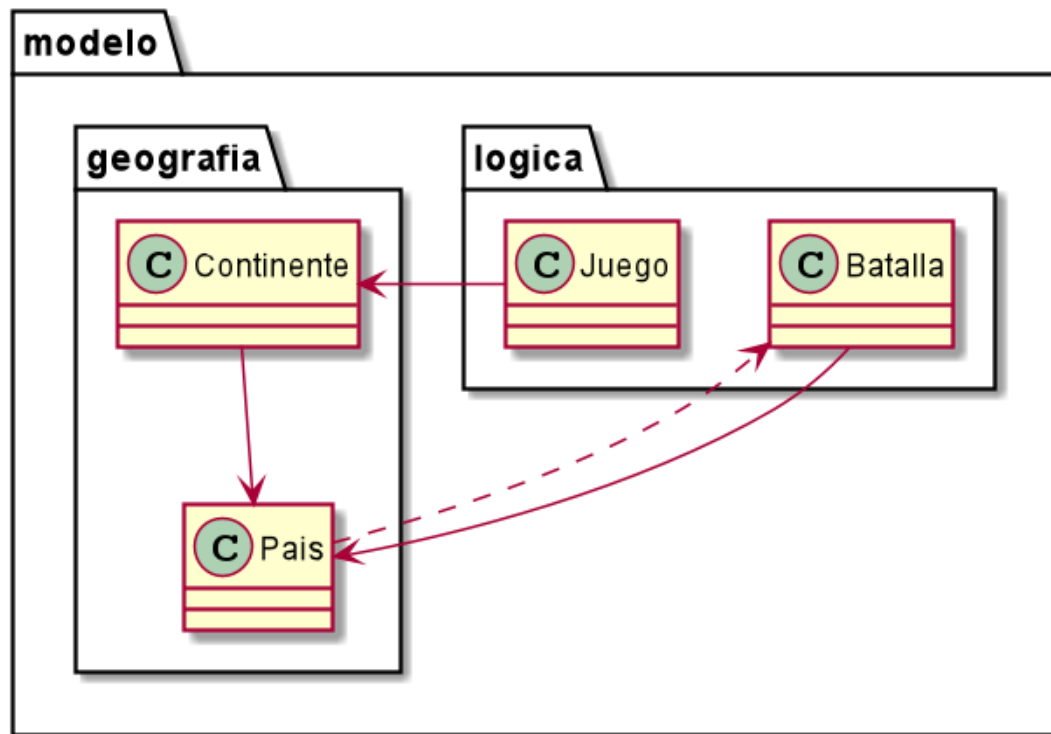 modelo
geografia
logica
C Continente
C Juego
C Batalla
C Pais